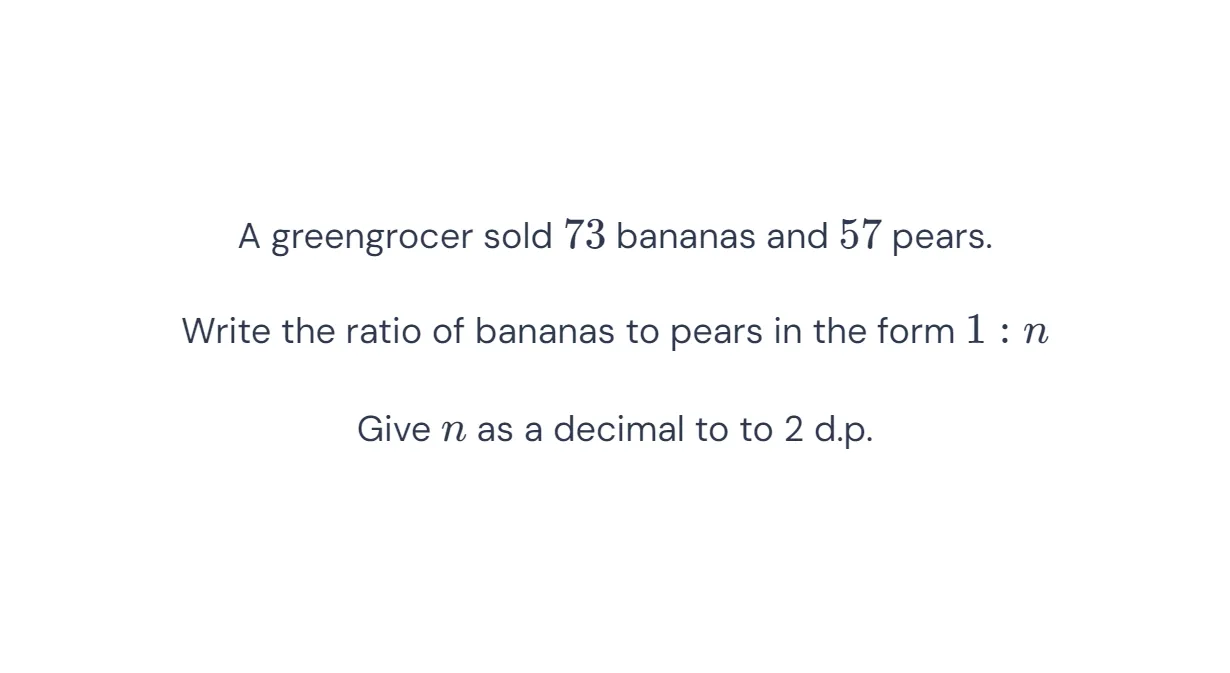 A greengrocer sold 73 bananas and 57 pears.
Write the ratio of bananas to pears in the form 1 : n
Give n as a decimal to to 2 d.p.